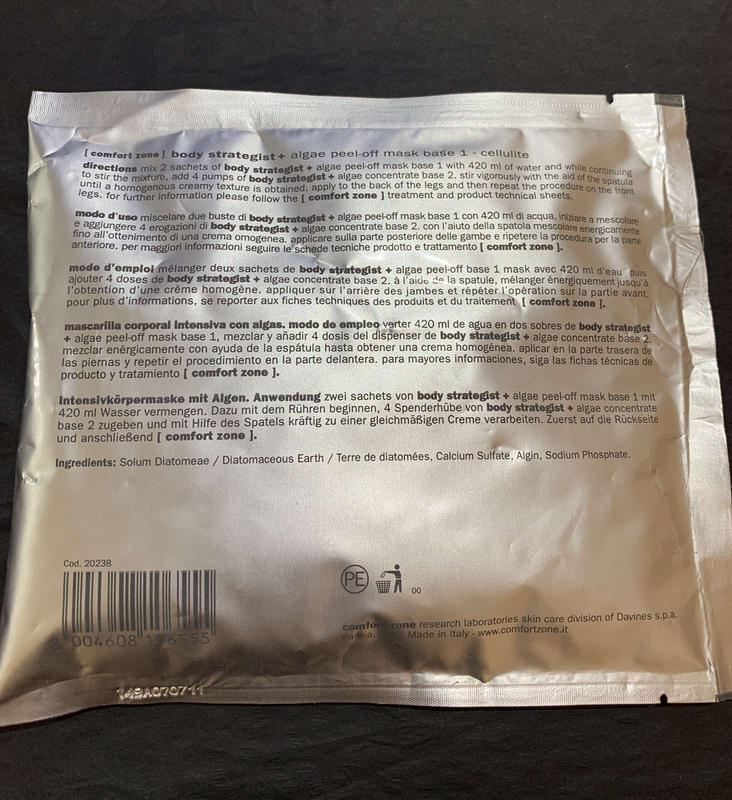 [ comfort zone ] body strategist + algae peel-off mask base 1 - cellulite
directions mix 2 sachets of body strategist + algae peel-off mask base 1 with 420 ml of water and while continuing
to stir the mixture, add 4 pumps of body strategist + algae concentrate base 2. stir vigorously with the aid of the spatula
until a homogenous creamy texture is obtained. apply to the back of the legs and then repeat the procedure on the front
legs. for further information please follow the [ comfort zone ] treatment and product technical sheets.
modo d'uso miscelare due buste di body strategist + algae peel-off mask base 1 con 420 ml di acqua, iniziare a mescolare
e aggiungere 4 erogazioni di body strategist + algae concentrate base 2. con l'aiuto della spatola mescolare energicamente
fino all'ottenimento di una crema omogenea. applicare sulla parte posteriore delle gambe e ripetere la procedura per la parte
anteriore. per maggiori informazioni seguire le schede tecniche prodotto e trattamento [ comfort zone ].
mode d'emploi mélanger deux sachets de body strategist + algae peel-off base 1 mask avec 420 ml d'eau puis
ajouter 4 doses de body strategist + algae concentrate base 2. à l'aide de la spatule, mélanger énergiquement jusqu'à
l'obtention d'une crème homogène. appliquer sur l'arrière des jambes et répéter l'opération sur la partie avant.
pour plus d'informations, se reporter aux fiches techniques des produits et du traitement [ comfort zone ].
mascarilla corporal intensiva con algas. modo de empleo verter 420 ml de agua en dos sobres de body strategist
+ algae peel-off mask base 1, mezclar y añadir 4 dosis del dispenser de body strategist + algae concentrate base 2.
mezclar enérgicamente con ayuda de la espátula hasta obtener una crema homogénea. aplicar en la parte trasera de
las piernas y repetir el procedimiento en la parte delantera. para mayores informaciones, siga las fichas técnicas de
producto y tratamiento [ comfort zone ].
Intensivkörpermaske mit Algen. Anwendung zwei sachets von body strategist + algae peel-off mask base 1 mit
420 ml Wasser vermengen. Dazu mit dem Rühren beginnen, 4 Spenderhübe von body strategist + algae concentrate
base 2 zugeben und mit Hilfe des Spatels kräftig zu einer gleichmäßigen Creme verarbeiten. Zuerst auf die Rückseite
und anschließend [ comfort zone ].
Ingredients: Solum Diatomeae / Diatomaceous Earth / Terre de diatomées, Calcium Sulfate, Algin, Sodium Phosphate.
Cod. 20238
PE
00
004608 196555
comfort zone research laboratories skin care division of Davines s.p.a.
Parma, Made in Italy - www.comfortzone.it